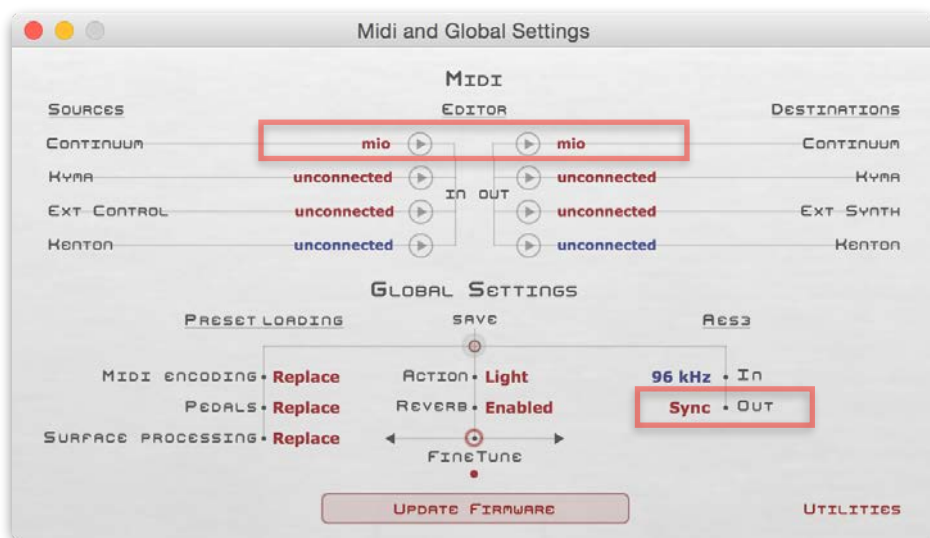 Midi and Global Settings
MIDI
SOURCES EDITOR DESTINATIONS
CONTINUUM mio mio CONTINUUM
KYMA unconnected unconnected KYMA
IN OUT
EXT CONTROL unconnected unconnected EXT SYNTH
KENTON unconnected unconnected KENTON
GLOBAL SETTINGS
PRESET LOADING SAVE AES3
MIDI ENCODING Replace ACTION Light 96 kHz IN
PEDALS Replace REVERB Enabled Sync OUT
SURFACE PROCESSING Replace
FINETUNE
UPDATE FIRMWARE UTILITIES